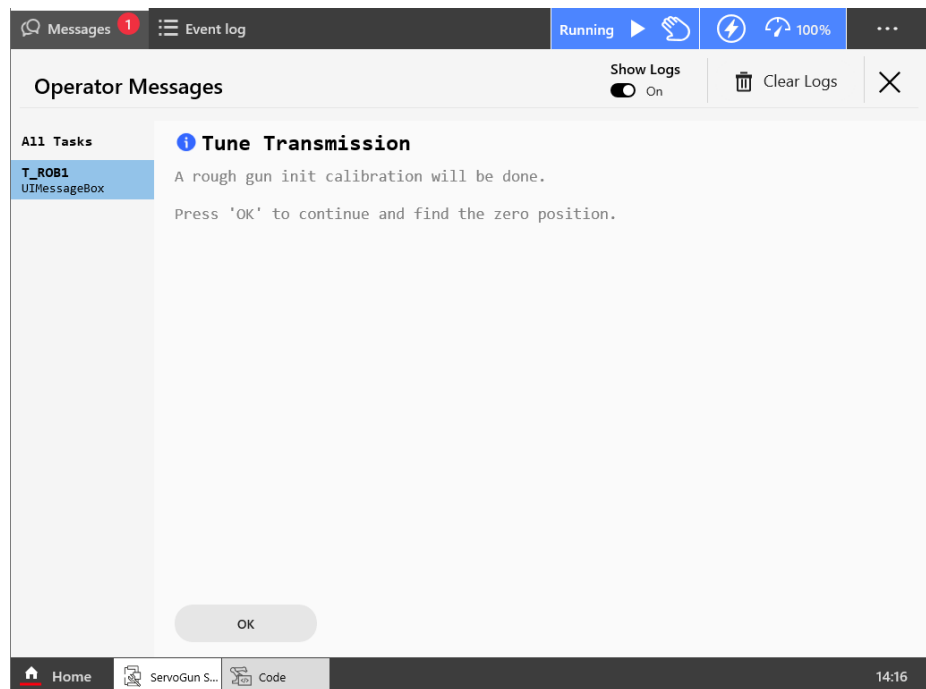 Messages 1 Event log Running 100% ...
Operator Messages
Show Logs
On
Clear Logs
All Tasks
T_ROB1
UIMessageBox
Tune Transmission
A rough gun init calibration will be done.
Press 'OK' to continue and find the zero position.
OK
Home ServoGun S... Code 14:16